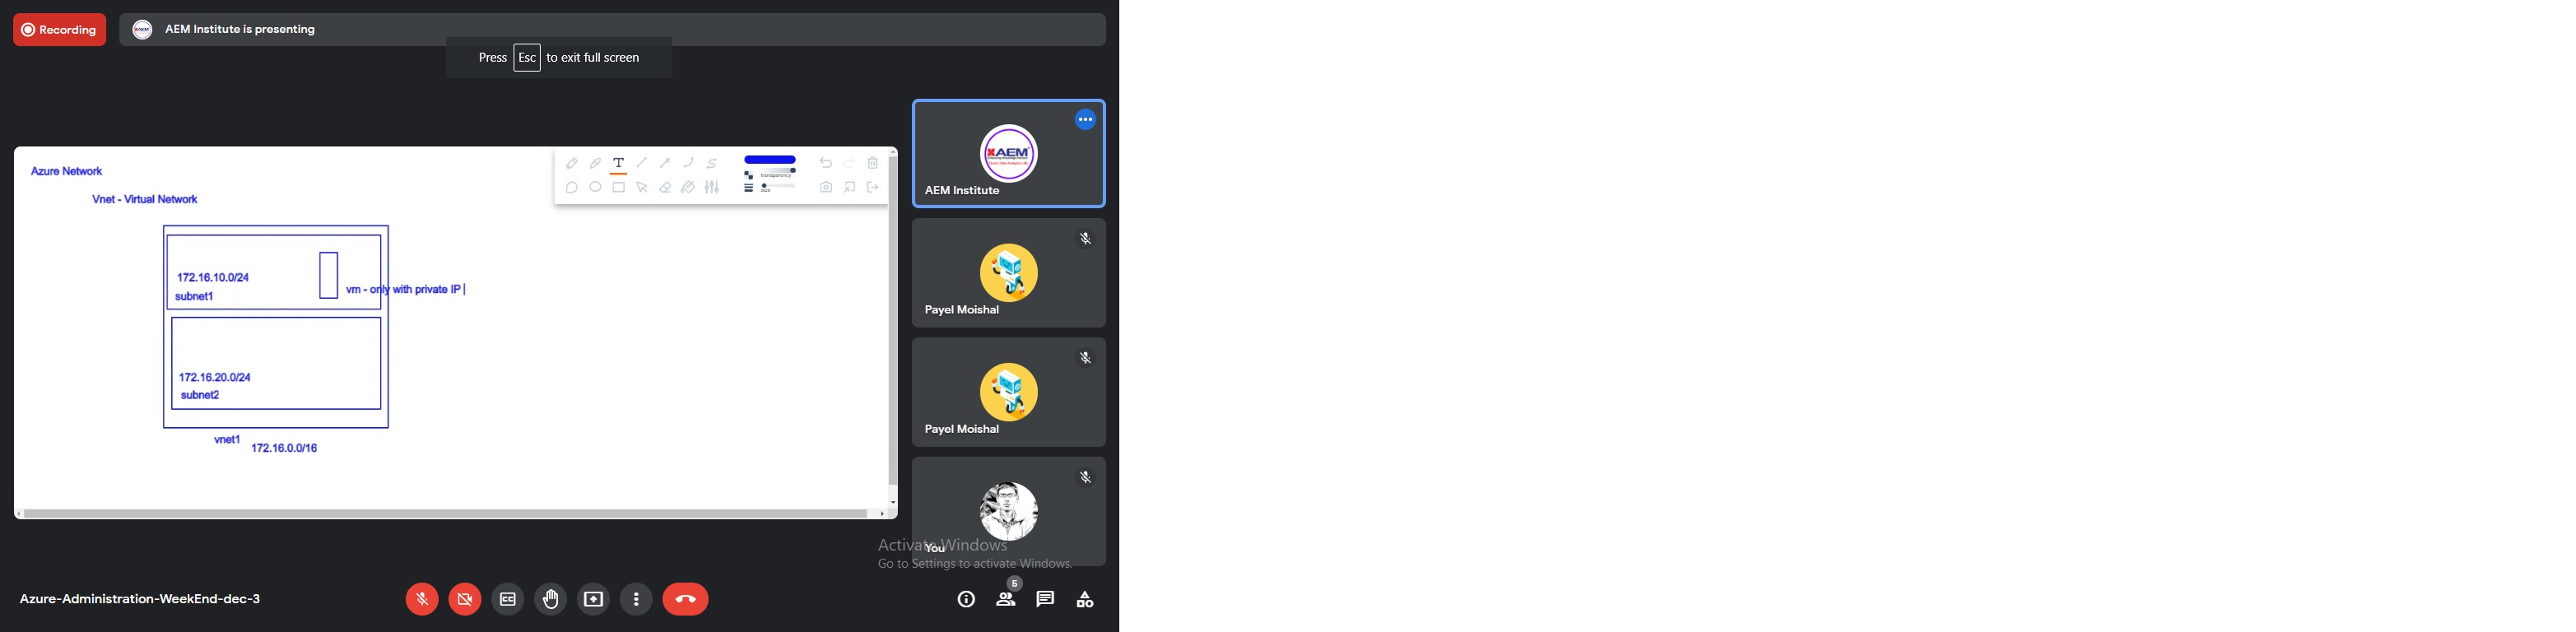 Recording
AEM Institute is presenting
Press Esc to exit full screen
Azure Network
Vnet - Virtual Network
transparency
size
172.16.10.0/24
subnet1
vm - only with private IP
172.16.20.0/24
subnet2
vnet1
172.16.0.0/16
AEM
AEM Institute
Payel Moishal
Payel Moishal
You
Activate Windows
Go to Settings to activate Windows.
Azure-Administration-WeekEnd-dec-3
CC
5